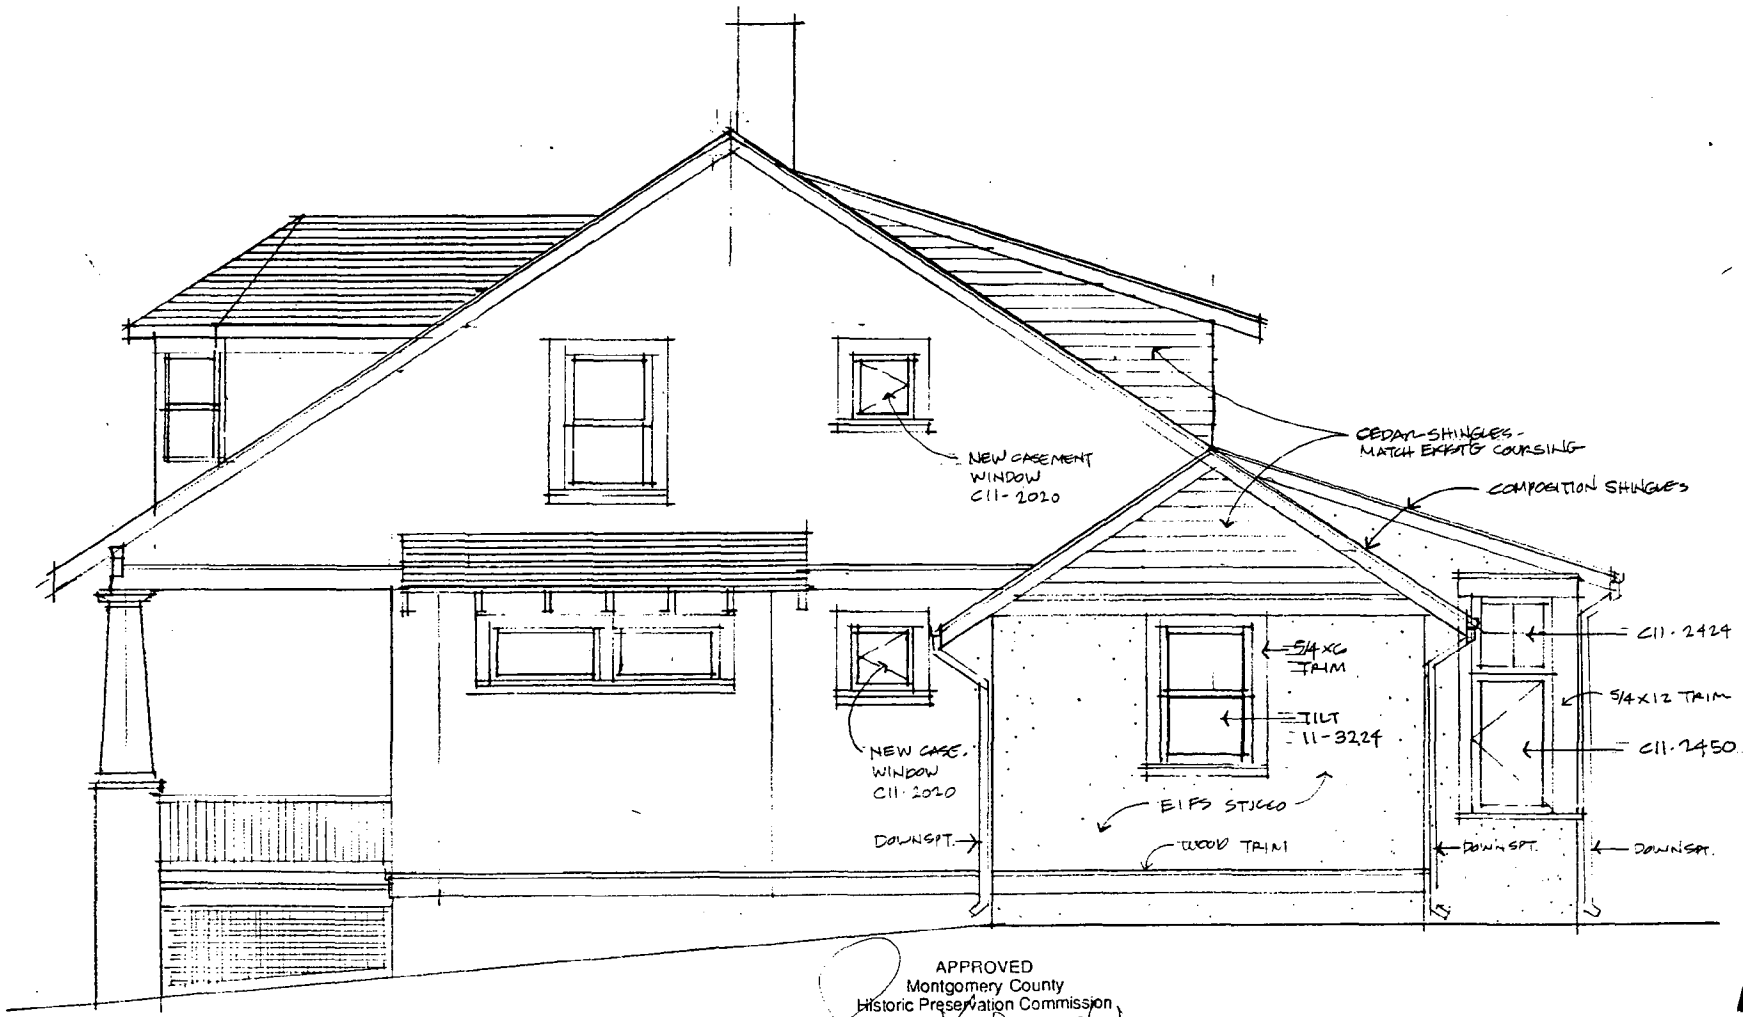 NEW CASEMENT
WINDOW
C11-2020
CEDAR SHINGLES-
MATCH EXIST'G COURSING
COMPOSITION SHINGLES
C11-2424
5/4X6
TRIM
5/4X12 TRIM
TILT
11-3224
C11-2450
NEW CASE.
WINDOW
C11-2020
EIFS STUCCO
DOWNSPT.
WOOD TRIM
DOWNSPT.
DOWNSPT.
APPROVED
Montgomery County
Historic Preservation Commission